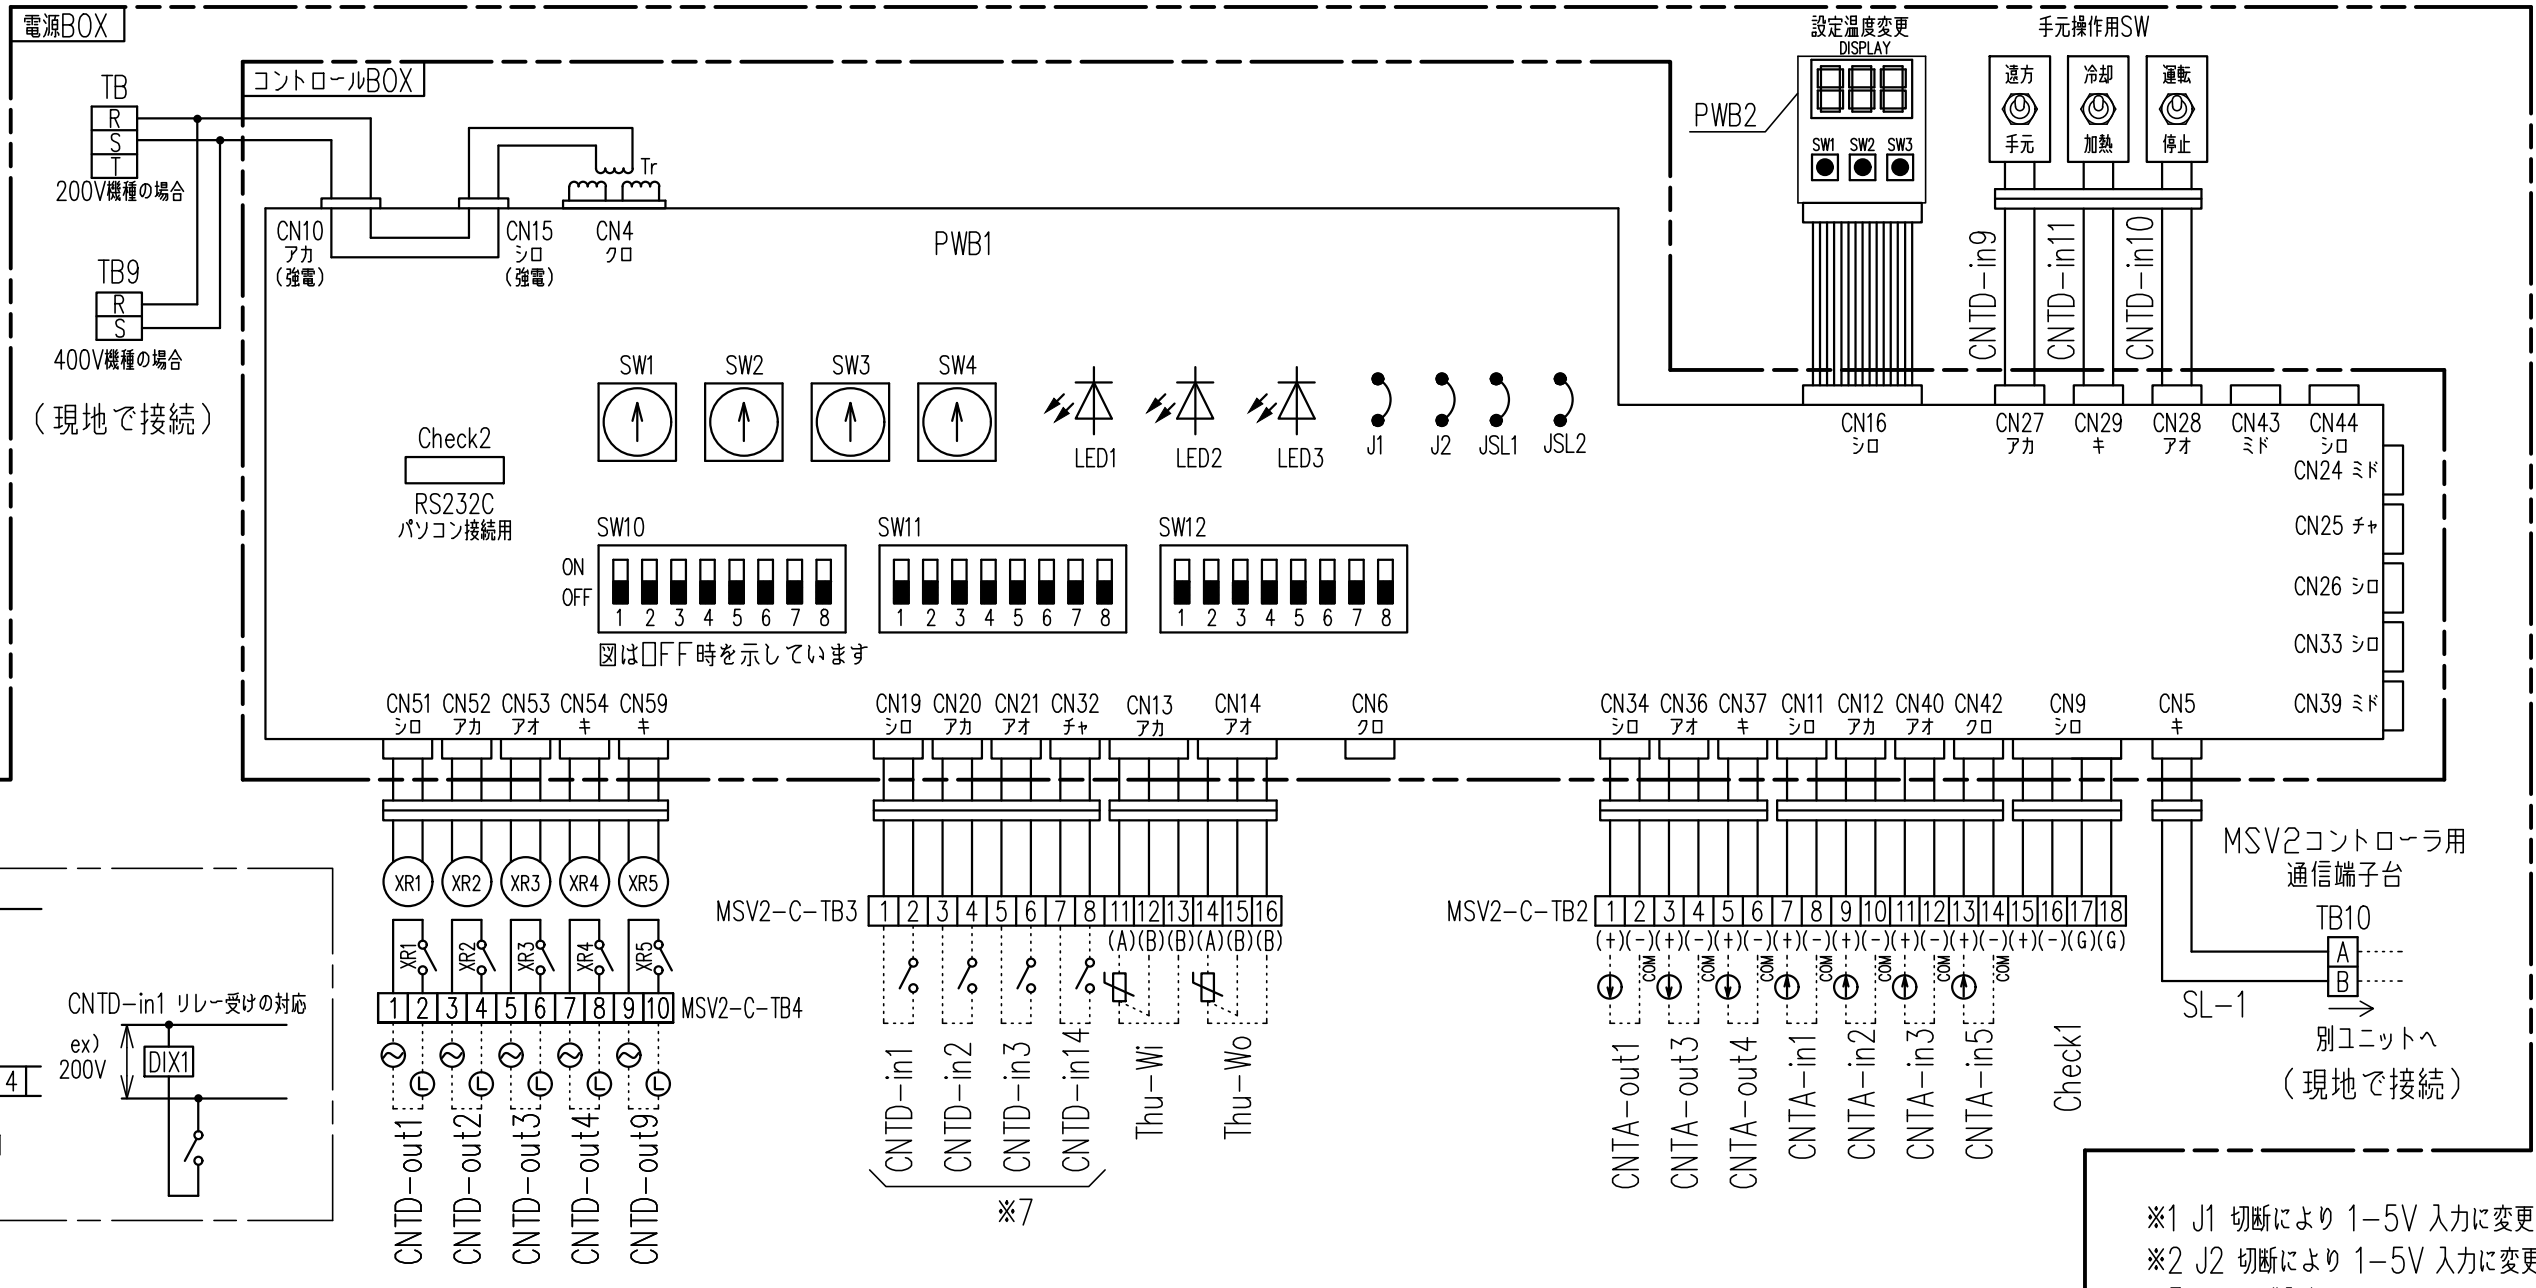 電源BOX
コントロールBOX
TB
R
S
T
200V機種の場合
TB9
R
S
400V機種の場合
(現地で接続)
設定温度変更
DISPLAY
PWB2
SW1 SW2 SW3
手元操作用SW
遠方 冷却 運転
手元 加熱 停止
CNTD-in9 CNTD-in11 CNTD-in10
Tr
CN10 CN15 CN4
アカ シロ クロ
(強電) (強電)
PWB1
SW1 SW2 SW3 SW4
LED1 LED2 LED3 J1 J2 JSL1 JSL2
Check2
RS232C
パソコン接続用
CN16 CN27 CN29 CN28 CN43 CN44
シロ アカ キ アオ ミド シロ
CN24 ミド
CN25 チャ
CN26 シロ
CN33 シロ
CN39 ミド
SW10 SW11 SW12
ON
OFF
1 2 3 4 5 6 7 8
1 2 3 4 5 6 7 8
1 2 3 4 5 6 7 8
図はOFF時を示しています
CN51 CN52 CN53 CN54 CN59
シロ アカ アオ キ キ
CN19 CN20 CN21 CN32 CN13 CN14 CN6
シロ アカ アオ チャ アカ アオ クロ
CN34 CN36 CN37 CN11 CN12 CN40 CN42 CN9 CN5
シロ アオ キ シロ アカ アオ クロ シロ キ
XR1 XR2 XR3 XR4 XR5
XR1 XR2 XR3 XR4 XR5
1 2 3 4 5 6 7 8 9 10 MSV2-C-TB4
L L L L L
CNTD-out1 CNTD-out2 CNTD-out3 CNTD-out4 CNTD-out9
MSV2-C-TB3 1 2 3 4 5 6 7 8 11 12 13 14 15 16
(A)(B)(B)(A)(B)(B)
CNTD-in1 CNTD-in2 CNTD-in3 CNTD-in14 Thu-Wi Thu-Wo
※7
MSV2-C-TB2 1 2 3 4 5 6 7 8 9 10 11 12 13 14 15 16 17 18
(+)(-)(+)(-)(+)(-)(+)(-)(+)(-)(+)(-)(+)(-)(+)(-)(G)(G)
COM COM COM COM COM COM COM
CNTA-out1 CNTA-out3 CNTA-out4 CNTA-in1 CNTA-in2 CNTA-in3 CNTA-in5 Check1
MSV2コントローラ用
通信端子台
TB10
A
B
SL-1
別ユニットへ
(現地で接続)
CNTD-in1 リレー受けの対応
ex)
200V
DIX1
4
※1 J1 切断により 1-5V 入力に変更
※2 J2 切断により 1-5V 入力に変更